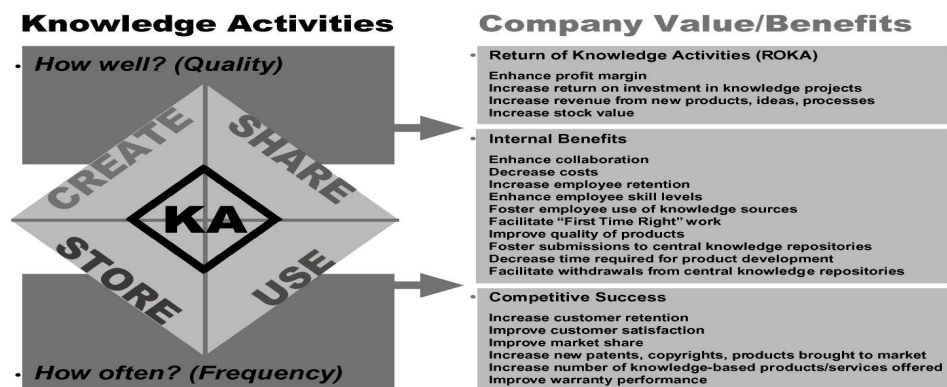 Knowledge Activities
• How well? (Quality)
CREATE
SHARE
KA
STORE
USE
• How often? (Frequency)
Company Value/Benefits
• Return of Knowledge Activities (ROKA)
Enhance profit margin
Increase return on investment in knowledge projects
Increase revenue from new products, ideas, processes
Increase stock value
• Internal Benefits
Enhance collaboration
Decrease costs
Increase employee retention
Enhance employee skill levels
Foster employee use of knowledge sources
Facilitate “First Time Right” work
Improve quality of products
Foster submissions to central knowledge repositories
Decrease time required for product development
Facilitate withdrawals from central knowledge repositories
• Competitive Success
Increase customer retention
Improve customer satisfaction
Improve market share
Increase new patents, copyrights, products brought to market
Increase number of knowledge-based products/services offered
Improve warranty performance